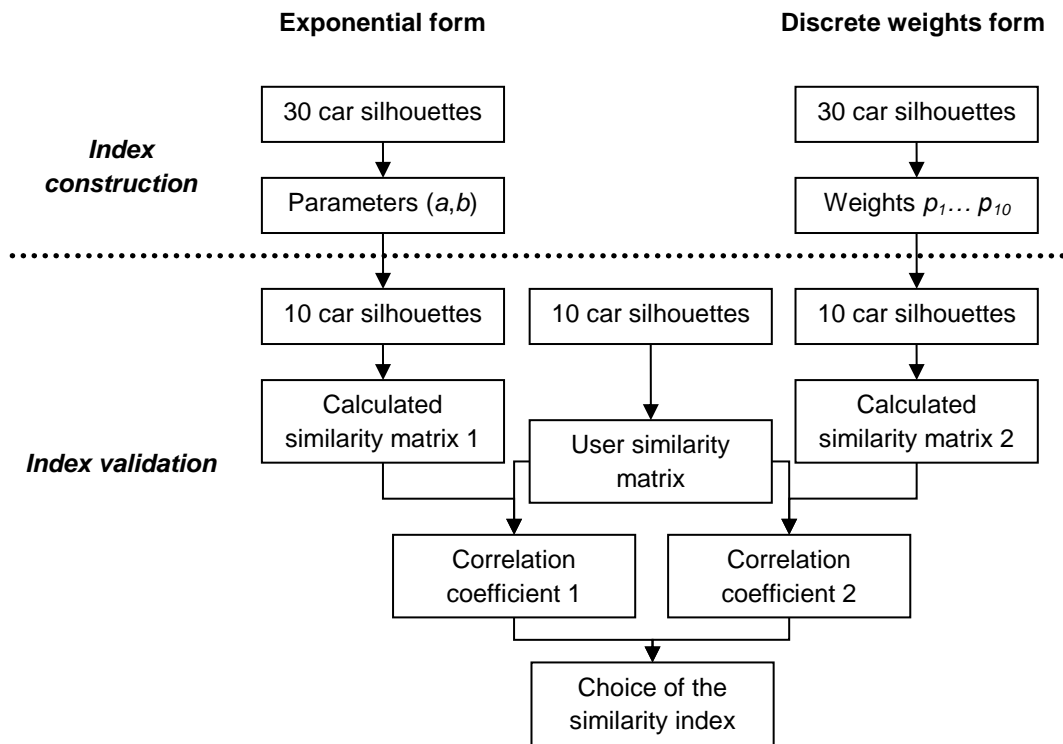 Exponential form
Discrete weights form
30 car silhouettes
30 car silhouettes
Index
construction
Parameters (a,b)
Weights p1… p10
10 car silhouettes
10 car silhouettes
10 car silhouettes
Calculated
similarity matrix 1
Calculated
similarity matrix 2
User similarity
matrix
Index validation
Correlation
coefficient 1
Correlation
coefficient 2
Choice of the
similarity index